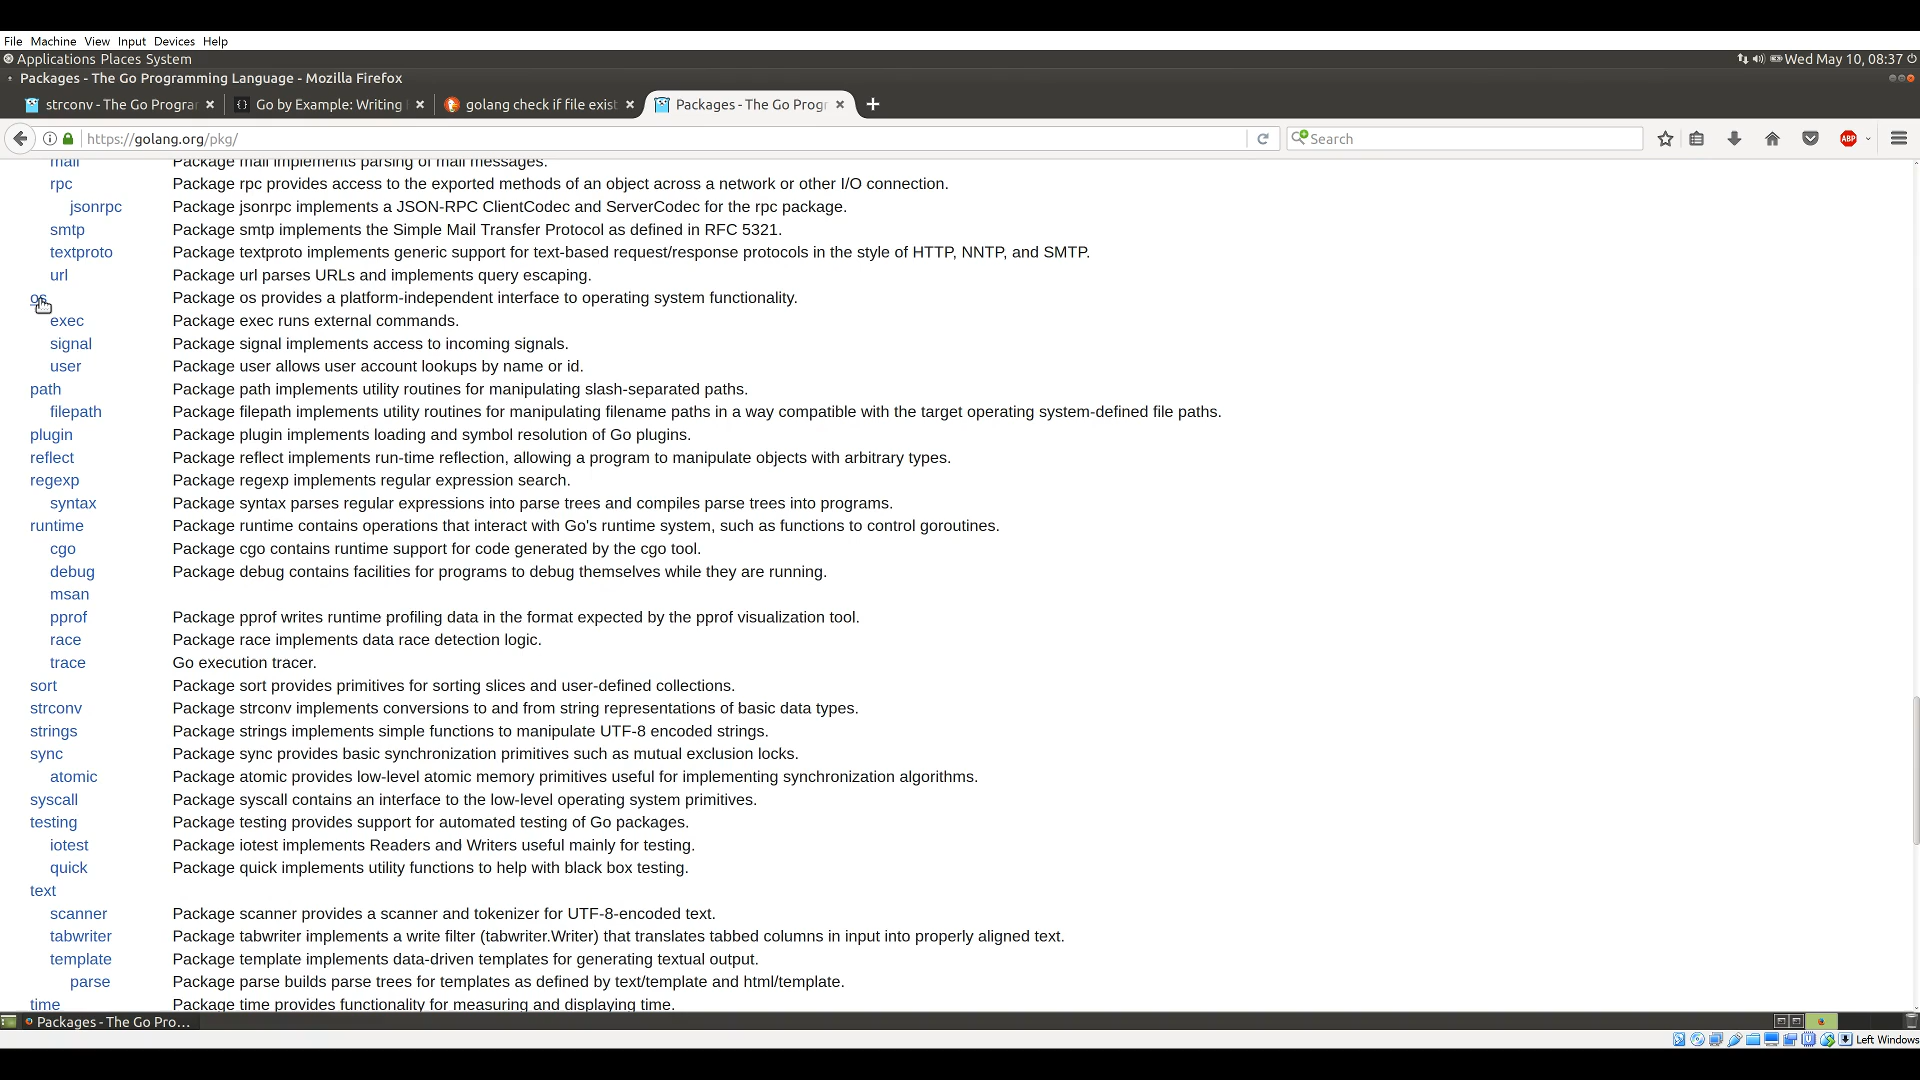 File Machine View Input Devices Help
Applications Places System Wed May 10, 08:37
Packages - The Go Programming Language - Mozilla Firefox
strconv - The Go Progra Go by Example: Writing golang check if file exist Packages - The Go Progr
https://golang.org/pkg/ Search ABP
mail Package mail implements parsing of mail messages.
rpc Package rpc provides access to the exported methods of an object across a network or other I/O connection.
jsonrpc Package jsonrpc implements a JSON-RPC ClientCodec and ServerCodec for the rpc package.
smtp Package smtp implements the Simple Mail Transfer Protocol as defined in RFC 5321.
textproto Package textproto implements generic support for text-based request/response protocols in the style of HTTP, NNTP, and SMTP.
url Package url parses URLs and implements query escaping.
os Package os provides a platform-independent interface to operating system functionality.
exec Package exec runs external commands.
signal Package signal implements access to incoming signals.
user Package user allows user account lookups by name or id.
path Package path implements utility routines for manipulating slash-separated paths.
filepath Package filepath implements utility routines for manipulating filename paths in a way compatible with the target operating system-defined file paths.
plugin Package plugin implements loading and symbol resolution of Go plugins.
reflect Package reflect implements run-time reflection, allowing a program to manipulate objects with arbitrary types.
regexp Package regexp implements regular expression search.
syntax Package syntax parses regular expressions into parse trees and compiles parse trees into programs.
runtime Package runtime contains operations that interact with Go's runtime system, such as functions to control goroutines.
cgo Package cgo contains runtime support for code generated by the cgo tool.
debug Package debug contains facilities for programs to debug themselves while they are running.
msan
pprof Package pprof writes runtime profiling data in the format expected by the pprof visualization tool.
race Package race implements data race detection logic.
trace Go execution tracer.
sort Package sort provides primitives for sorting slices and user-defined collections.
strconv Package strconv implements conversions to and from string representations of basic data types.
strings Package strings implements simple functions to manipulate UTF-8 encoded strings.
sync Package sync provides basic synchronization primitives such as mutual exclusion locks.
atomic Package atomic provides low-level atomic memory primitives useful for implementing synchronization algorithms.
syscall Package syscall contains an interface to the low-level operating system primitives.
testing Package testing provides support for automated testing of Go packages.
iotest Package iotest implements Readers and Writers useful mainly for testing.
quick Package quick implements utility functions to help with black box testing.
text
scanner Package scanner provides a scanner and tokenizer for UTF-8-encoded text.
tabwriter Package tabwriter implements a write filter (tabwriter.Writer) that translates tabbed columns in input into properly aligned text.
template Package template implements data-driven templates for generating textual output.
parse Package parse builds parse trees for templates as defined by text/template and html/template.
time Package time provides functionality for measuring and displaying time.
Packages - The Go Pro...
Left Windows